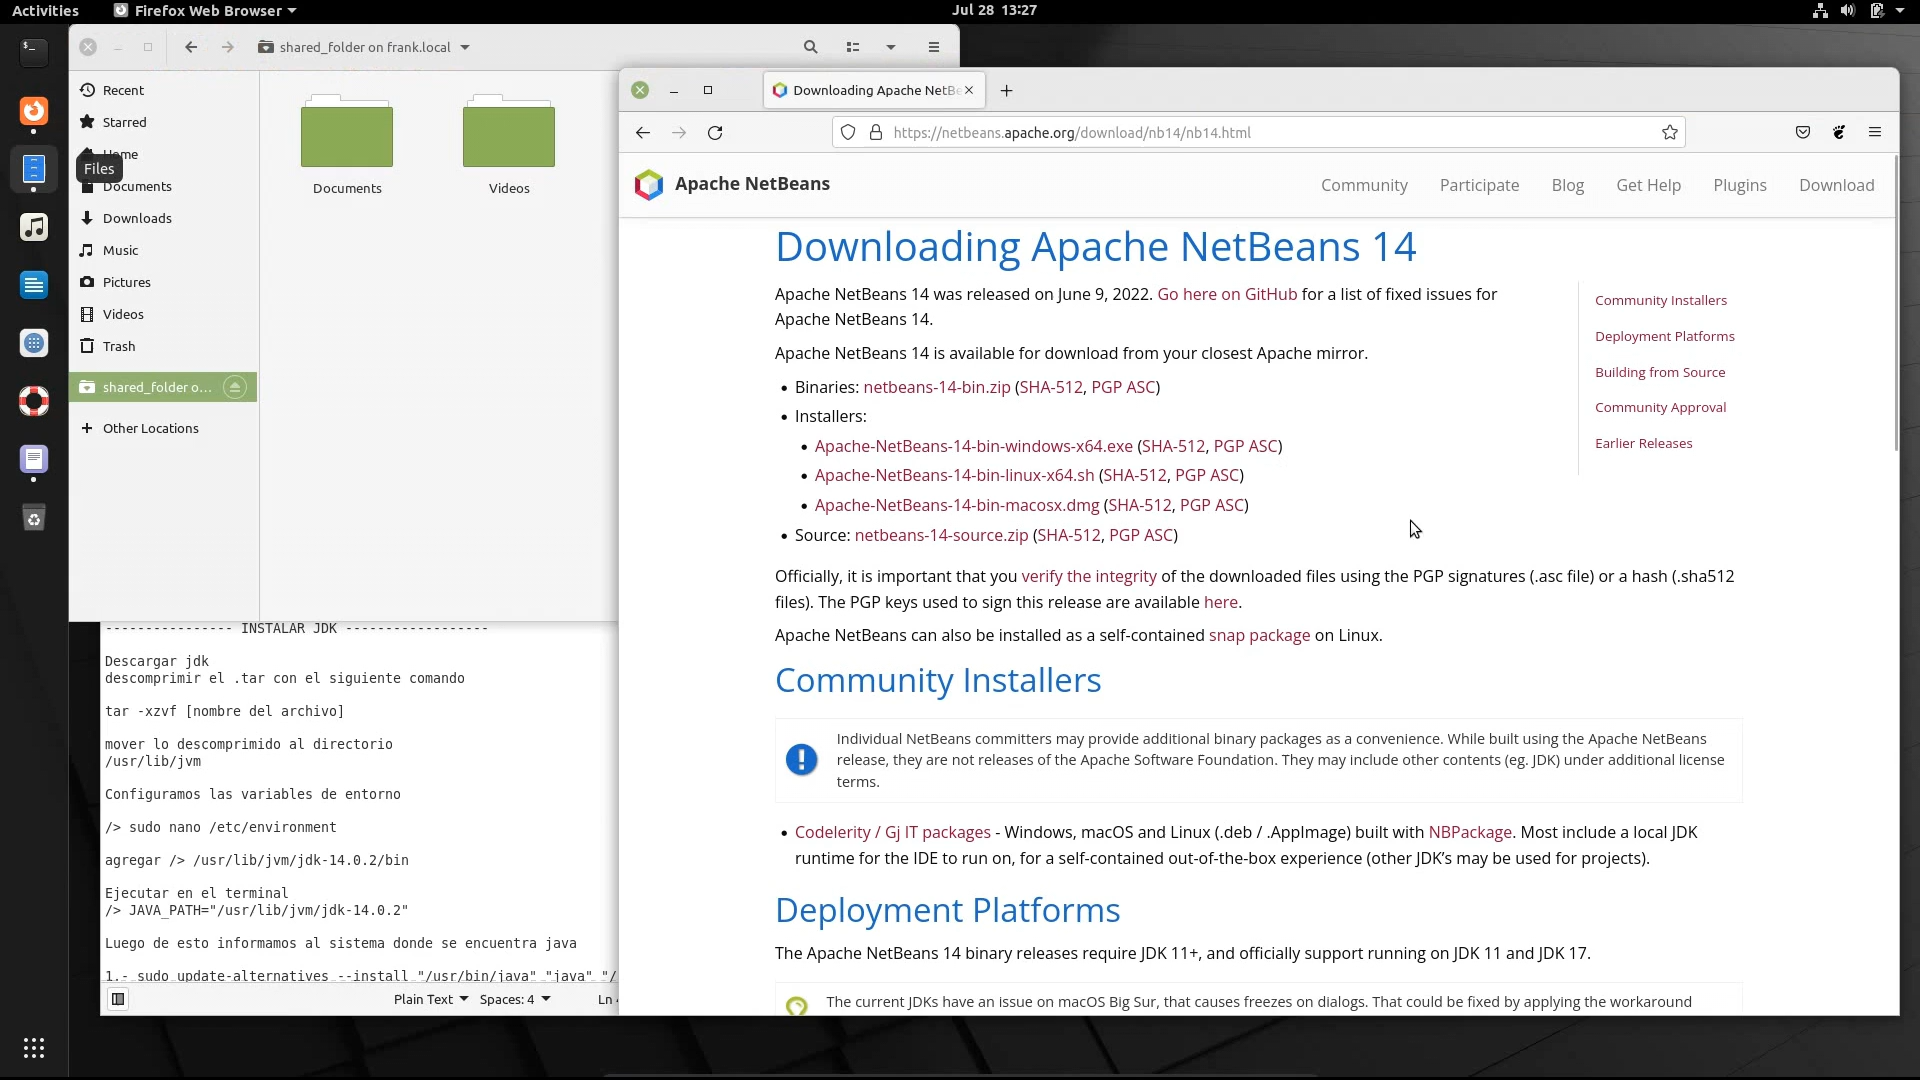 Activities
Firefox Web Browser
Jul 28 13:27
shared_folder on frank.local
Recent
Starred
Home
Files
Documents
Downloads
Music
Pictures
Videos
Trash
shared_folder o...
Other Locations
Documents
Videos
---------------- INSTALAR JDK ------------------
Descargar jdk
descomprimir el .tar con el siguiente comando
tar -xzvf [nombre del archivo]
mover lo descomprimido al directorio
/usr/lib/jvm
Configuramos las variables de entorno
/> sudo nano /etc/environment
agregar /> /usr/lib/jvm/jdk-14.0.2/bin
Ejecutar en el terminal
/> JAVA_PATH="/usr/lib/jvm/jdk-14.0.2"
Luego de esto informamos al sistema donde se encuentra java
1.- sudo update-alternatives --install "/usr/bin/java" "java" "/
Plain Text
Spaces: 4
Ln
Downloading Apache NetBe
https://netbeans.apache.org/download/nb14/nb14.html
Apache NetBeans
Community
Participate
Blog
Get Help
Plugins
Download
Downloading Apache NetBeans 14
Apache NetBeans 14 was released on June 9, 2022. Go here on GitHub for a list of fixed issues for
Apache NetBeans 14.
Apache NetBeans 14 is available for download from your closest Apache mirror.
• Binaries: netbeans-14-bin.zip (SHA-512, PGP ASC)
• Installers:
• Apache-NetBeans-14-bin-windows-x64.exe (SHA-512, PGP ASC)
• Apache-NetBeans-14-bin-linux-x64.sh (SHA-512, PGP ASC)
• Apache-NetBeans-14-bin-macosx.dmg (SHA-512, PGP ASC)
• Source: netbeans-14-source.zip (SHA-512, PGP ASC)
Community Installers
Deployment Platforms
Building from Source
Community Approval
Earlier Releases
Officially, it is important that you verify the integrity of the downloaded files using the PGP signatures (.asc file) or a hash (.sha512
files). The PGP keys used to sign this release are available here.
Apache NetBeans can also be installed as a self-contained snap package on Linux.
Community Installers
Individual NetBeans committers may provide additional binary packages as a convenience. While built using the Apache NetBeans
release, they are not releases of the Apache Software Foundation. They may include other contents (eg. JDK) under additional license
terms.
• Codelerity / Gj IT packages - Windows, macOS and Linux (.deb / .AppImage) built with NBPackage. Most include a local JDK
runtime for the IDE to run on, for a self-contained out-of-the-box experience (other JDK’s may be used for projects).
Deployment Platforms
The Apache NetBeans 14 binary releases require JDK 11+, and officially support running on JDK 11 and JDK 17.
The current JDKs have an issue on macOS Big Sur, that causes freezes on dialogs. That could be fixed by applying the workaround